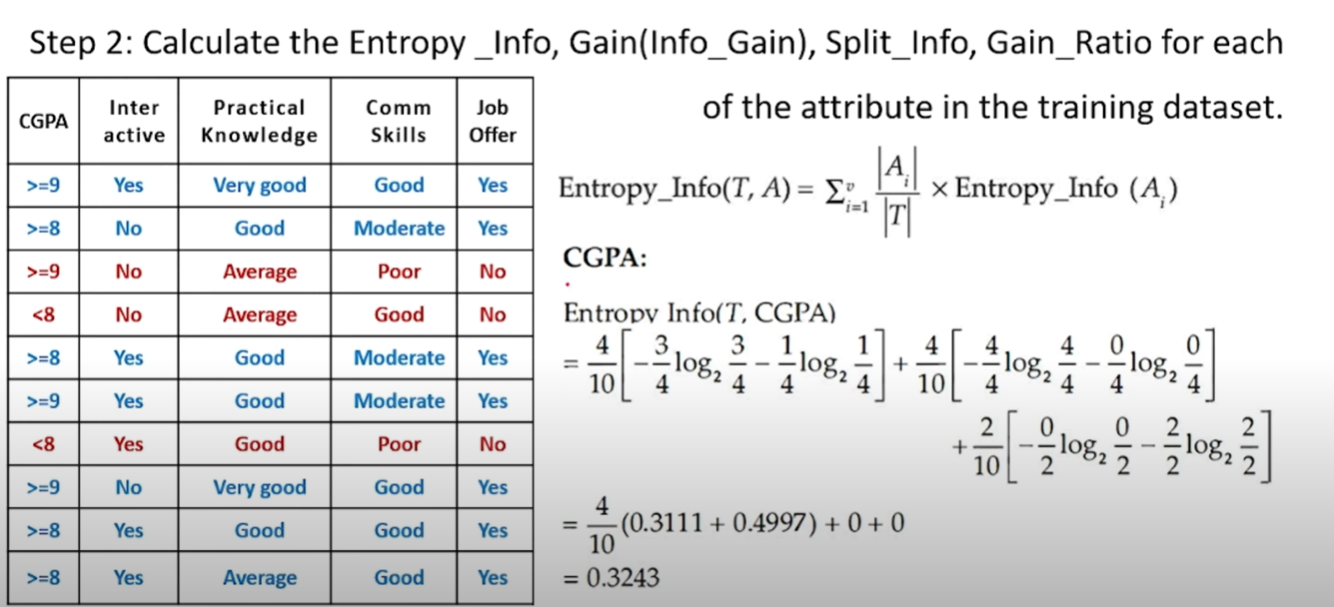 Step 2: Calculate the Entropy _Info, Gain(Info_Gain), Split_Info, Gain_Ratio for each
of the attribute in the training dataset.
CGPA | Inter active | Practical Knowledge | Comm Skills | Job Offer
>=9 | Yes | Very good | Good | Yes
>=8 | No | Good | Moderate | Yes
>=9 | No | Average | Poor | No
<8 | No | Average | Good | No
>=8 | Yes | Good | Moderate | Yes
>=9 | Yes | Good | Moderate | Yes
<8 | Yes | Good | Poor | No
>=9 | No | Very good | Good | Yes
>=8 | Yes | Good | Good | Yes
>=8 | Yes | Average | Good | Yes
Entropy_Info(T, A) = Σᵛᵢ₌₁ |Aᵢ|/|T| × Entropy_Info (Aᵢ)
CGPA:
Entropy Info(T, CGPA)
= 4/10 [ −3/4 log₂ 3/4 − 1/4 log₂ 1/4 ] + 4/10 [ −4/4 log₂ 4/4 − 0/4 log₂ 0/4 ]
+ 2/10 [ −0/2 log₂ 0/2 − 2/2 log₂ 2/2 ]
= 4/10 (0.3111 + 0.4997) + 0 + 0
= 0.3243